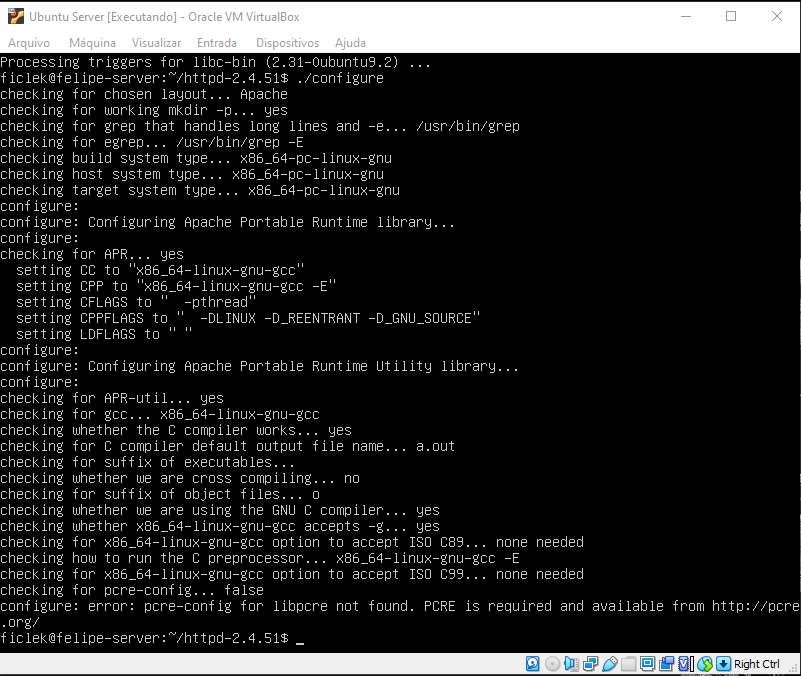 Ubuntu Server [Executando] - Oracle VM VirtualBox
Arquivo Máquina Visualizar Entrada Dispositivos Ajuda
Processing triggers for libc-bin (2.31-0ubuntu9.2) ...
ficlek@felipe-server:~/httpd-2.4.51$ ./configure
checking for chosen layout... Apache
checking for working mkdir -p... yes
checking for grep that handles long lines and -e... /usr/bin/grep
checking for egrep... /usr/bin/grep -E
checking build system type... x86_64-pc-linux-gnu
checking host system type... x86_64-pc-linux-gnu
checking target system type... x86_64-pc-linux-gnu
configure:
configure: Configuring Apache Portable Runtime library...
configure:
checking for APR... yes
  setting CC to "x86_64-linux-gnu-gcc"
  setting CPP to "x86_64-linux-gnu-gcc -E"
  setting CFLAGS to "  -pthread"
  setting CPPFLAGS to "  -DLINUX -D_REENTRANT -D_GNU_SOURCE"
  setting LDFLAGS to " "
configure:
configure: Configuring Apache Portable Runtime Utility library...
configure:
checking for APR-util... yes
checking for gcc... x86_64-linux-gnu-gcc
checking whether the C compiler works... yes
checking for C compiler default output file name... a.out
checking for suffix of executables...
checking whether we are cross compiling... no
checking for suffix of object files... o
checking whether we are using the GNU C compiler... yes
checking whether x86_64-linux-gnu-gcc accepts -g... yes
checking for x86_64-linux-gnu-gcc option to accept ISO C89... none needed
checking how to run the C preprocessor... x86_64-linux-gnu-gcc -E
checking for x86_64-linux-gnu-gcc option to accept ISO C99... none needed
checking for pcre-config... false
configure: error: pcre-config for libpcre not found. PCRE is required and available from http://pcre
.org/
ficlek@felipe-server:~/httpd-2.4.51$ _
Right Ctrl